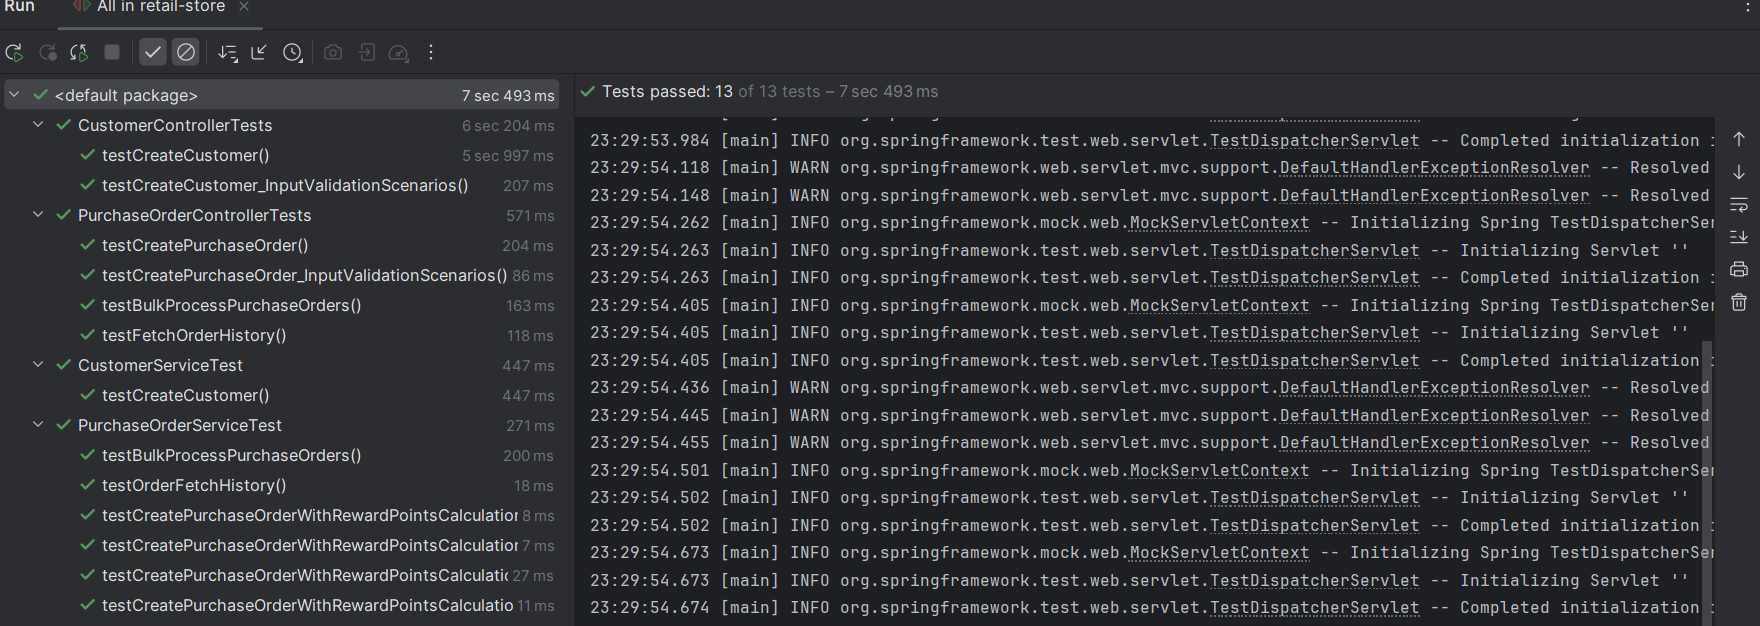 Run All in retail-store
<default package> 7 sec 493 ms
CustomerControllerTests 6 sec 204 ms
testCreateCustomer() 5 sec 997 ms
testCreateCustomer_InputValidationScenarios() 207 ms
PurchaseOrderControllerTests 571 ms
testCreatePurchaseOrder() 204 ms
testCreatePurchaseOrder_InputValidationScenarios() 86 ms
testBulkProcessPurchaseOrders() 163 ms
testFetchOrderHistory() 118 ms
CustomerServiceTest 447 ms
testCreateCustomer() 447 ms
PurchaseOrderServiceTest 271 ms
testBulkProcessPurchaseOrders() 200 ms
testOrderFetchHistory() 18 ms
testCreatePurchaseOrderWithRewardPointsCalculation 8 ms
testCreatePurchaseOrderWithRewardPointsCalculation 7 ms
testCreatePurchaseOrderWithRewardPointsCalculatio 27 ms
testCreatePurchaseOrderWithRewardPointsCalculatio 11 ms
Tests passed: 13 of 13 tests – 7 sec 493 ms
23:29:53.984 [main] INFO org.springframework.test.web.servlet.TestDispatcherServlet -- Completed initialization
23:29:54.118 [main] WARN org.springframework.web.servlet.mvc.support.DefaultHandlerExceptionResolver -- Resolved
23:29:54.148 [main] WARN org.springframework.web.servlet.mvc.support.DefaultHandlerExceptionResolver -- Resolved
23:29:54.262 [main] INFO org.springframework.mock.web.MockServletContext -- Initializing Spring TestDispatcherSe
23:29:54.263 [main] INFO org.springframework.test.web.servlet.TestDispatcherServlet -- Initializing Servlet ''
23:29:54.263 [main] INFO org.springframework.test.web.servlet.TestDispatcherServlet -- Completed initialization
23:29:54.405 [main] INFO org.springframework.mock.web.MockServletContext -- Initializing Spring TestDispatcherSe
23:29:54.405 [main] INFO org.springframework.test.web.servlet.TestDispatcherServlet -- Initializing Servlet ''
23:29:54.405 [main] INFO org.springframework.test.web.servlet.TestDispatcherServlet -- Completed initialization
23:29:54.436 [main] WARN org.springframework.web.servlet.mvc.support.DefaultHandlerExceptionResolver -- Resolved
23:29:54.445 [main] WARN org.springframework.web.servlet.mvc.support.DefaultHandlerExceptionResolver -- Resolved
23:29:54.455 [main] WARN org.springframework.web.servlet.mvc.support.DefaultHandlerExceptionResolver -- Resolved
23:29:54.501 [main] INFO org.springframework.mock.web.MockServletContext -- Initializing Spring TestDispatcherSe
23:29:54.502 [main] INFO org.springframework.test.web.servlet.TestDispatcherServlet -- Initializing Servlet ''
23:29:54.502 [main] INFO org.springframework.test.web.servlet.TestDispatcherServlet -- Completed initialization
23:29:54.673 [main] INFO org.springframework.mock.web.MockServletContext -- Initializing Spring TestDispatcherSe
23:29:54.673 [main] INFO org.springframework.test.web.servlet.TestDispatcherServlet -- Initializing Servlet ''
23:29:54.674 [main] INFO org.springframework.test.web.servlet.TestDispatcherServlet -- Completed initialization